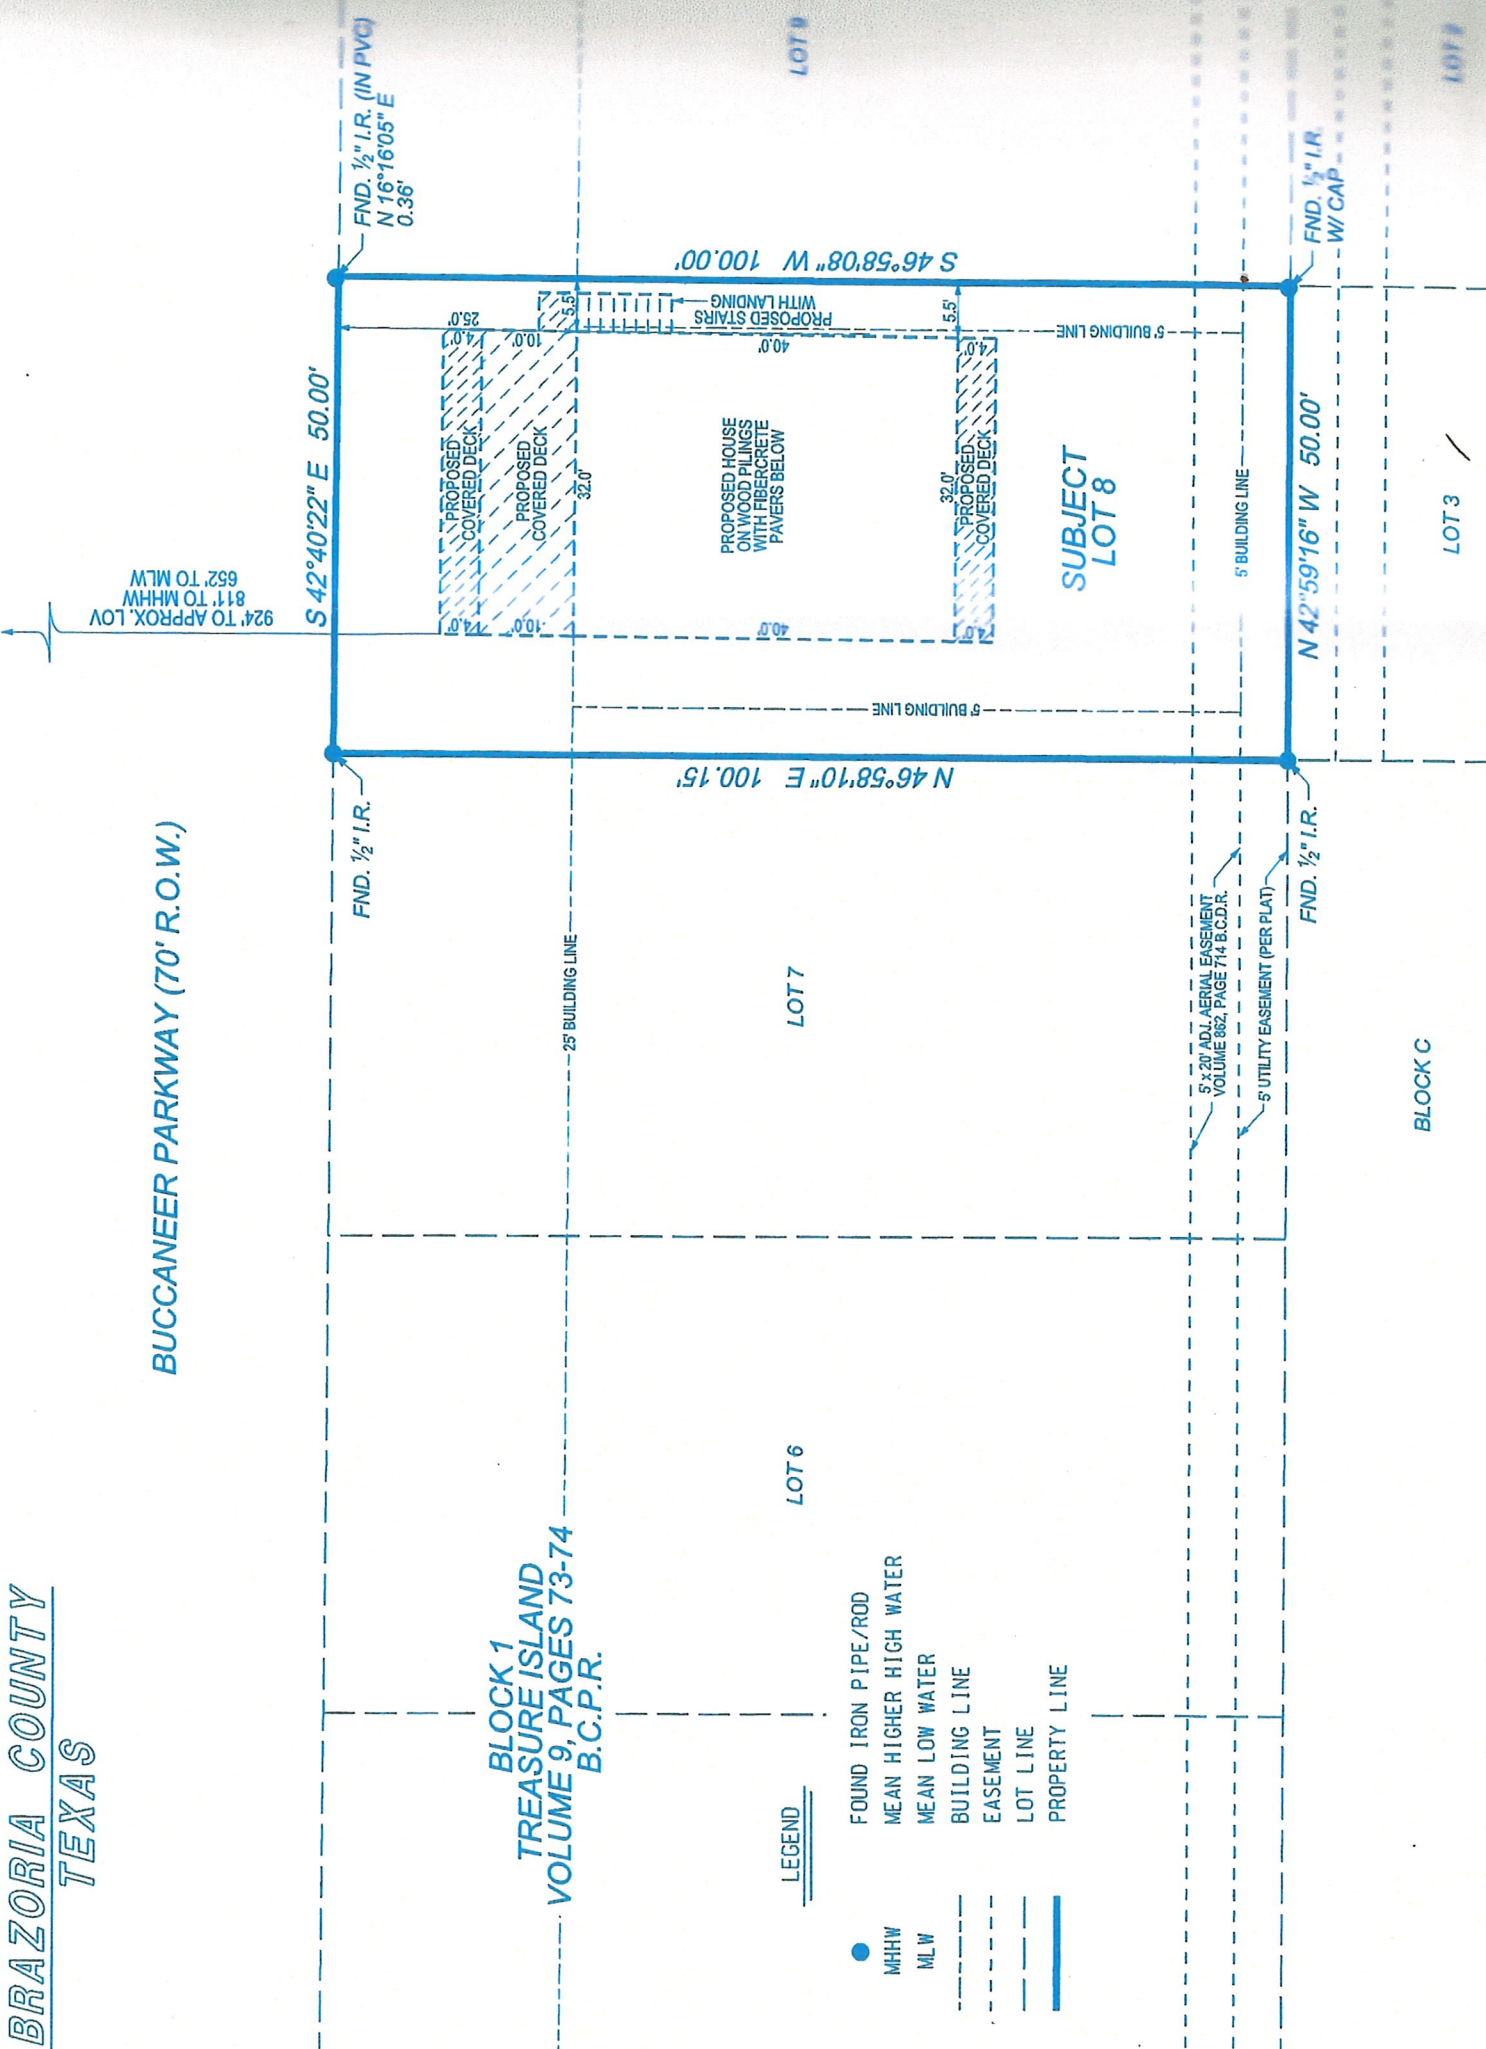 BRAZORIA COUNTY
TEXAS
BUCCANEER PARKWAY (70' R.O.W.)
924' TO APPROX. LOV
811' TO MHHW
652' TO MLW
S 42°40'22" E 50.00'
FND. ½" I.R. (IN PVC)
N 16°16'05" E
0.36'
FND. ½" I.R.
25.0'
4.0'
PROPOSED
COVERED DECK
4.0'
10.0'
PROPOSED
COVERED DECK
10.0'
5.5'
32.0'
25' BUILDING LINE
PROPOSED STAIRS
WITH LANDING
40.0'
PROPOSED HOUSE
ON WOOD PILINGS
WITH FIBERCRETE
PAVERS BELOW
40.0'
S 46°58'08" W 100.00'
N 46°58'10" E 100.15'
5.5'
32.0'
4.0'
PROPOSED
COVERED DECK
4.0'
5' BUILDING LINE
5' BUILDING LINE
SUBJECT
LOT 8
5' BUILDING LINE
N 42°59'16" W 50.00'
FND. ½" I.R.
W/ CAP
FND. ½" I.R.
LOT 9
LOT 7
LOT 6
5' x 20' ADJ. AERIAL EASEMENT
VOLUME 862, PAGE 714 B.C.D.R.
5' UTILITY EASEMENT (PER PLAT)
BLOCK C
LOT 3
BLOCK 1
TREASURE ISLAND
VOLUME 9, PAGES 73-74
B.C.P.R.
LEGEND
FOUND IRON PIPE/ROD
MHHW MEAN HIGHER HIGH WATER
MLW MEAN LOW WATER
BUILDING LINE
EASEMENT
LOT LINE
PROPERTY LINE